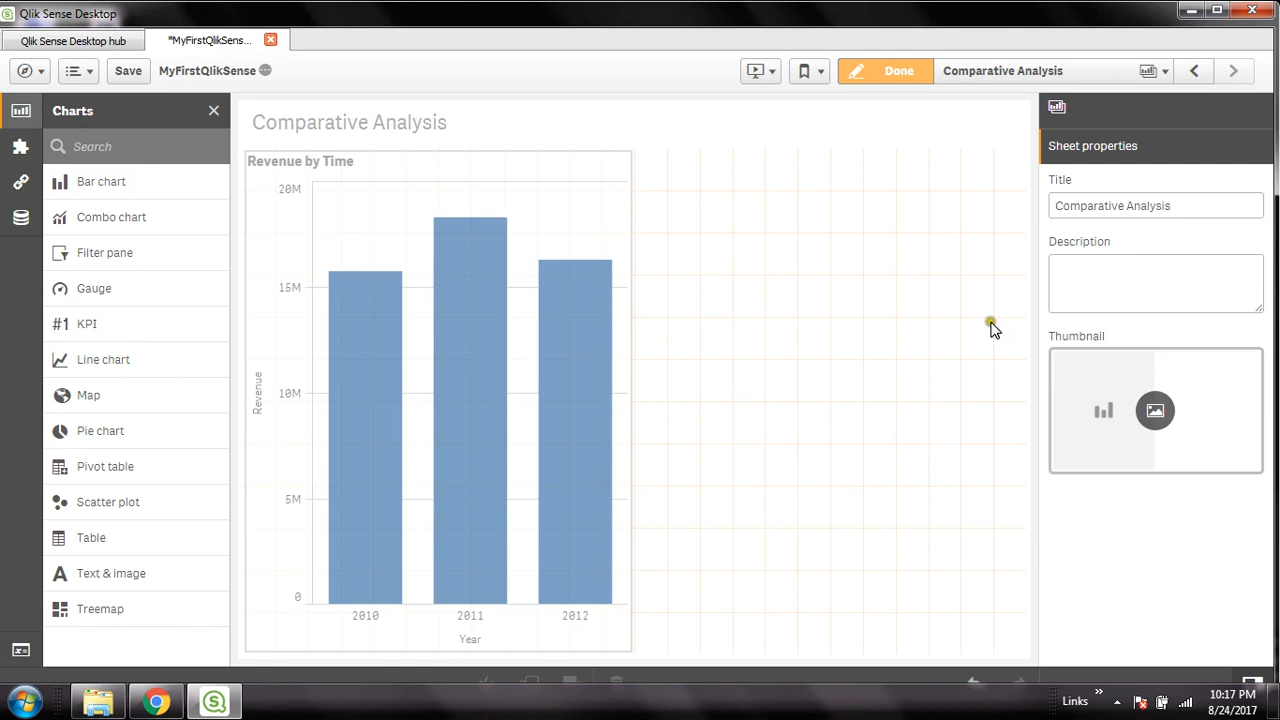 Qlik Sense Desktop
Qlik Sense Desktop hub
*MyFirstQlikSens...
Save
MyFirstQlikSense
Done
Comparative Analysis
Charts
Search
Bar chart
Combo chart
Filter pane
Gauge
#1 KPI
Line chart
Map
Pie chart
Pivot table
Scatter plot
Table
A Text & image
Treemap
Comparative Analysis
Revenue by Time
20M
15M
10M
5M
0
Revenue
2010 2011 2012
Year
Sheet properties
Title
Comparative Analysis
Description
Thumbnail
Links
10:17 PM
8/24/2017